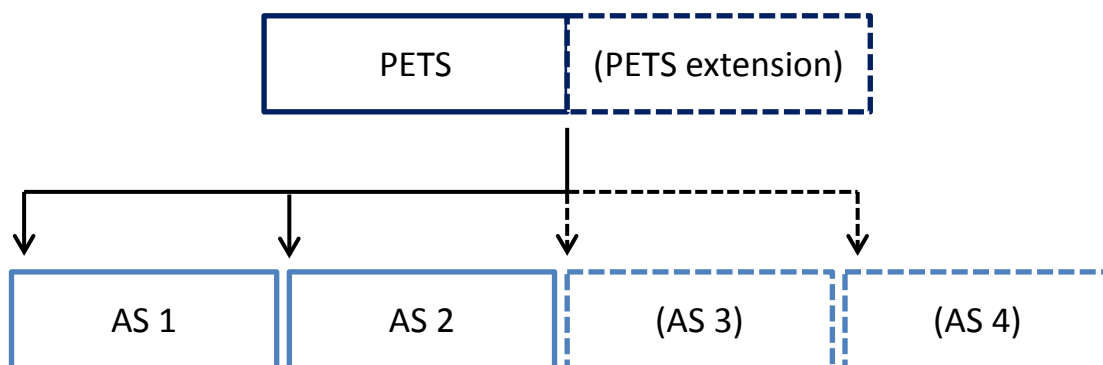 PETS (PETS extension)
AS 1 AS 2 (AS 3) (AS 4)